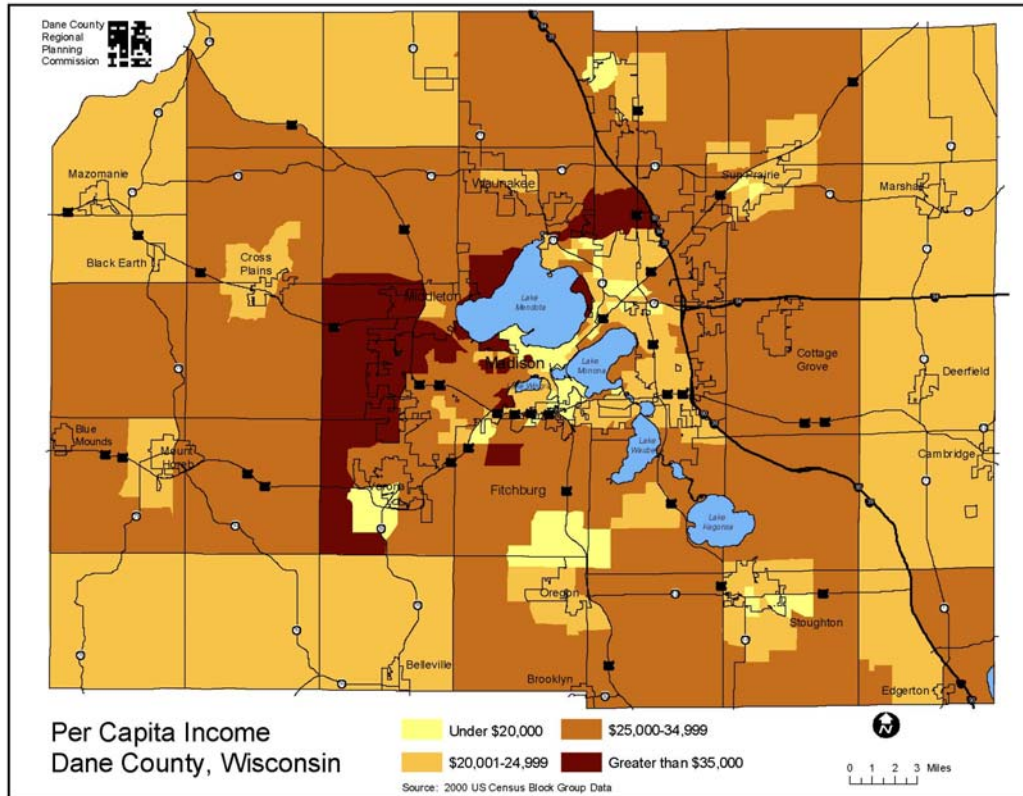 Dane County
Regional
Planning
Commission
Mazomanie
Waunakee
Sun Prairie
Marshall
Black Earth
Cross
Plains
Middleton
Lake
Mendota
Madison
Lake
Monona
Cottage
Grove
Deerfield
Blue
Mounds
Mount
Horeb
Verona
Fitchburg
Lake
Cambridge
Lake
Kegonsa
Oregon
Stoughton
Belleville
Brooklyn
Edgerton
Per Capita Income
Dane County, Wisconsin
Under $20,000
$25,000-34,999
$20,001-24,999
Greater than $35,000
Source: 2000 US Census Block Group Data
N
0 1 2 3 Miles